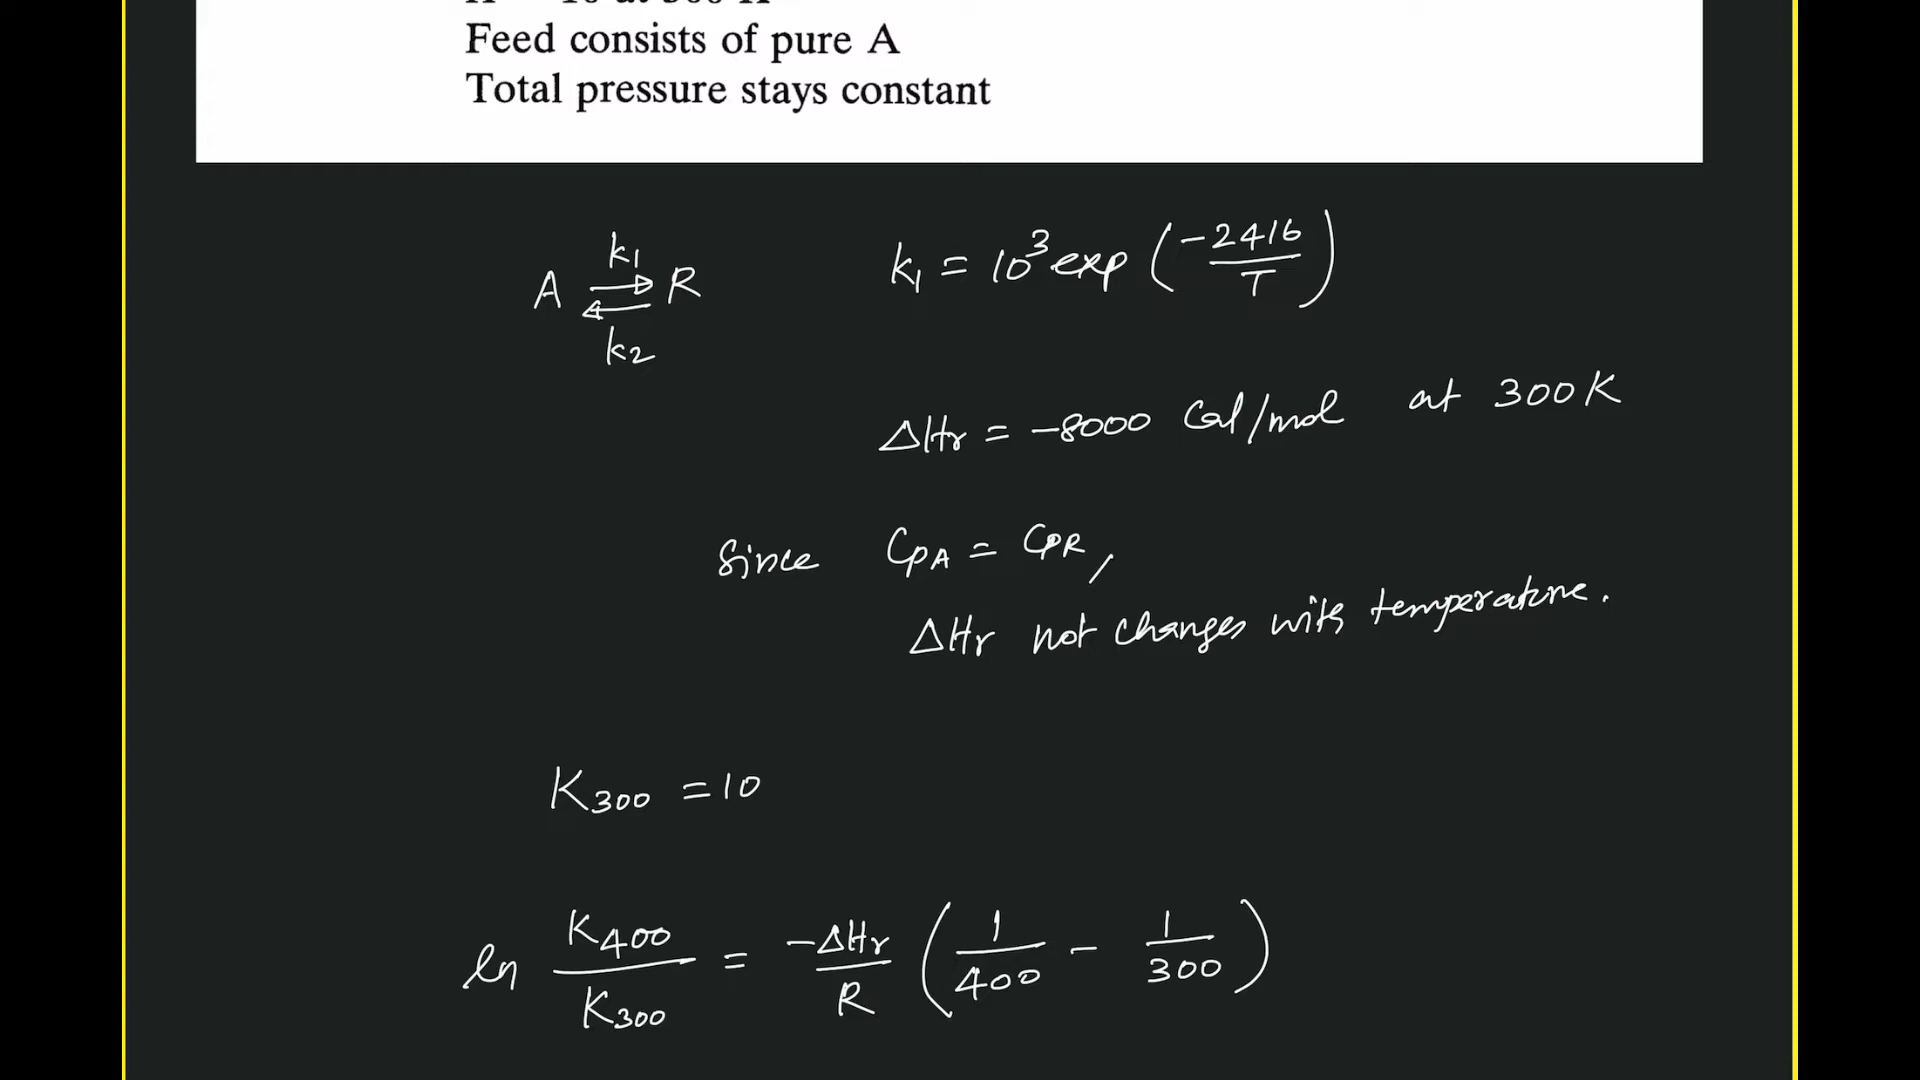 Feed consists of pure A
Total pressure stays constant
A ⇌ R k₁ k₂
k₁ = 10³ exp (-2416/T)
ΔHr = -8000 Cal/mol at 300K
Since CpA = CpR,
ΔHr not changes with temperature.
K₃₀₀ = 10
ln K₄₀₀/K₃₀₀ = -ΔHr/R (1/400 - 1/300)